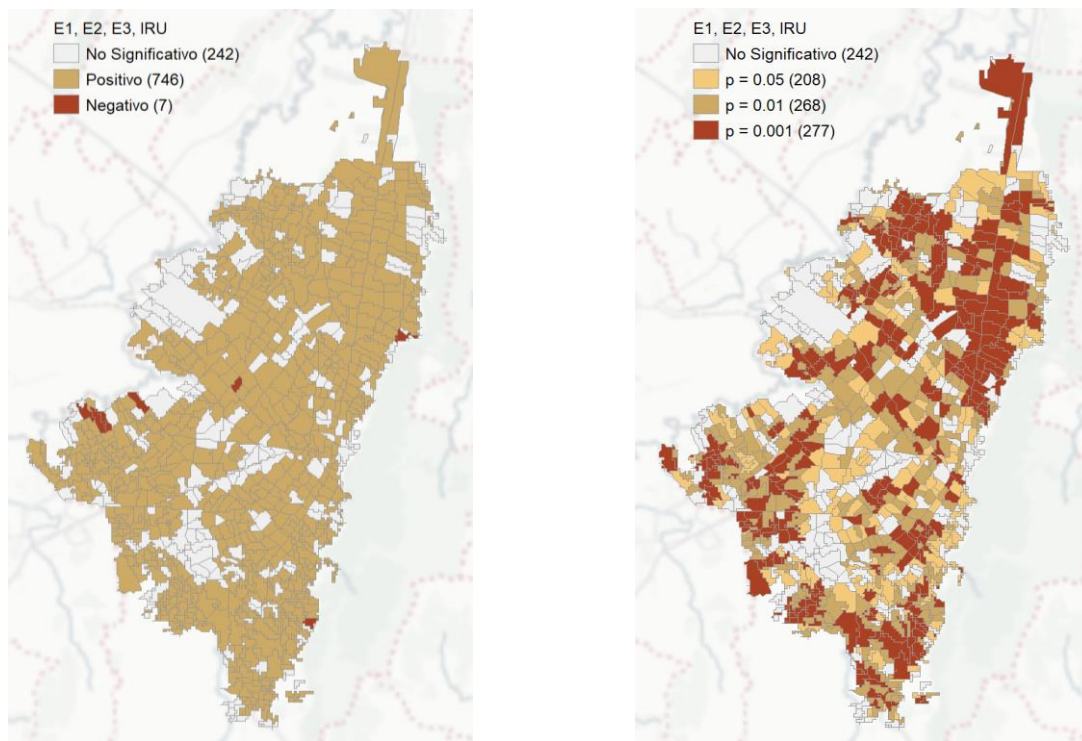 E1, E2, E3, IRU
No Significativo (242)
Positivo (746)
Negativo (7)
E1, E2, E3, IRU
No Significativo (242)
p = 0.05 (208)
p = 0.01 (268)
p = 0.001 (277)